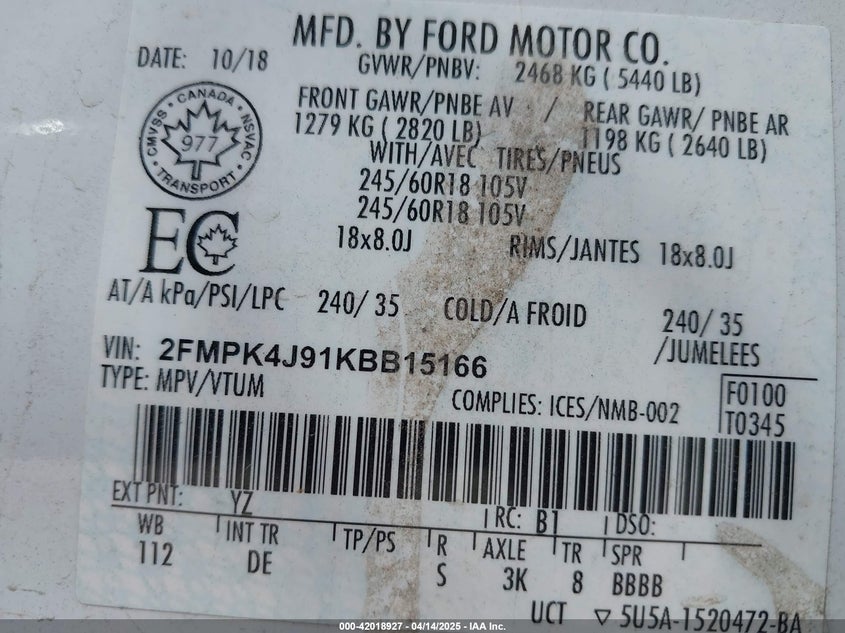 MFD. BY FORD MOTOR CO.
DATE: 10/18
GVWR/PNBV: 2468 KG ( 5440 LB)
FRONT GAWR/PNBE AV / REAR GAWR/ PNBE AR
1279 KG ( 2820 LB) 1198 KG ( 2640 LB)
WITH/AVEC TIRES/PNEUS
245/60R18 105V
245/60R18 105V
18x8.0J RIMS/JANTES 18x8.0J
CMVSS • CANADA • NSVAC • TRANSPORT •
977
EC
AT/A kPa/PSI/LPC 240/ 35 COLD/A FROID 240/ 35
/JUMELEES
VIN: 2FMPK4J91KBB15166
TYPE: MPV/VTUM
COMPLIES: ICES/NMB-002
F0100
T0345
EXT PNT: YZ RC: B1 DSO:
WB INT TR TP/PS R AXLE TR SPR
112 DE S 3K 8 BBBB
UCT ▽ 5U5A-1520472-BA
000-42018927 - 04/14/2025 - IAA Inc.